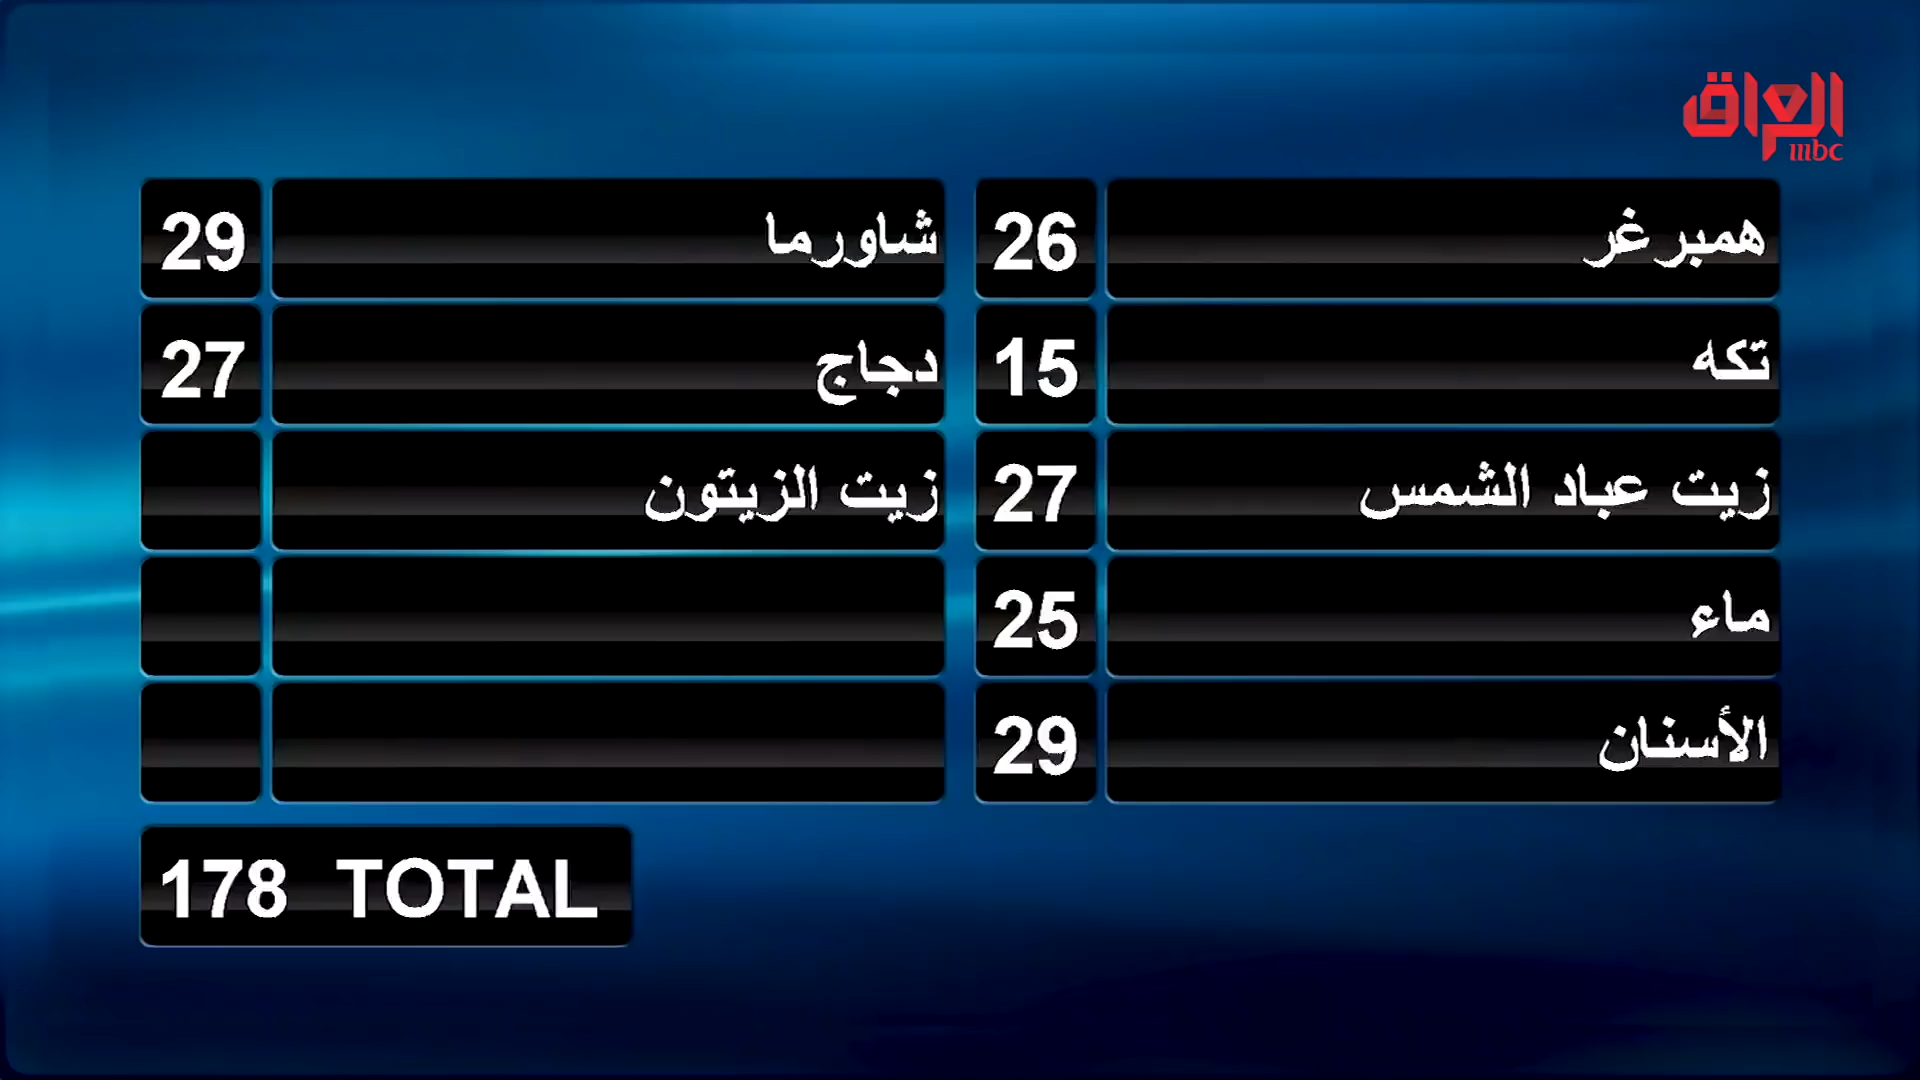 العراق
mbc
همبرغر 26
شاورما 29
تكه 15
دجاج 27
زيت عباد الشمس 27
زيت الزيتون
ماء 25
الأسنان 29
178 TOTAL